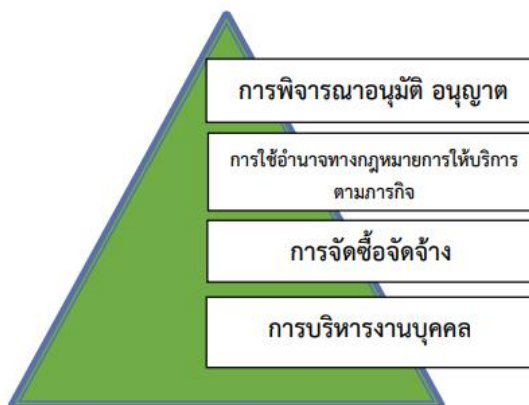 การพิจารณาอนุมัติ อนุญาต
การใช้อำนาจทางกฎหมายการให้บริการ
ตามภารกิจ
การจัดซื้อจัดจ้าง
การบริหารงานบุคคล